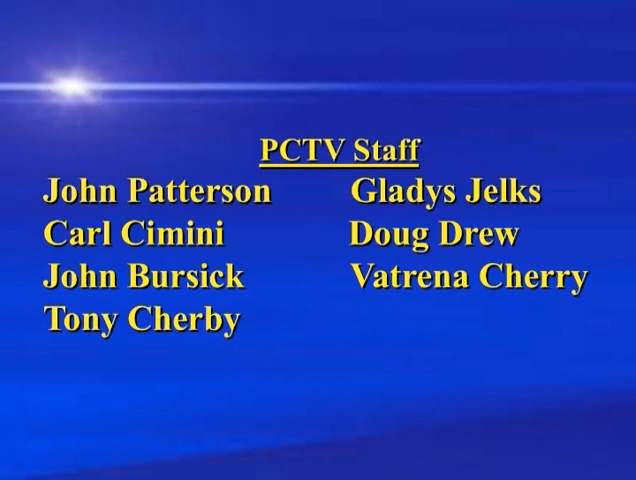 PCTV Staff
John Patterson Gladys Jelks
Carl Cimini Doug Drew
John Bursick Vatrena Cherry
Tony Cherby